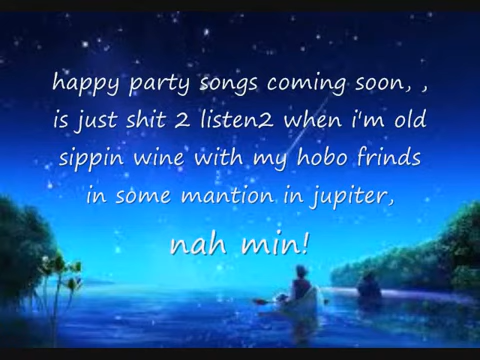 happy party songs coming soon, ,
is just shit 2 listen2 when i'm old
sippin wine with my hobo frinds
in some mantion in jupiter,
nah min!